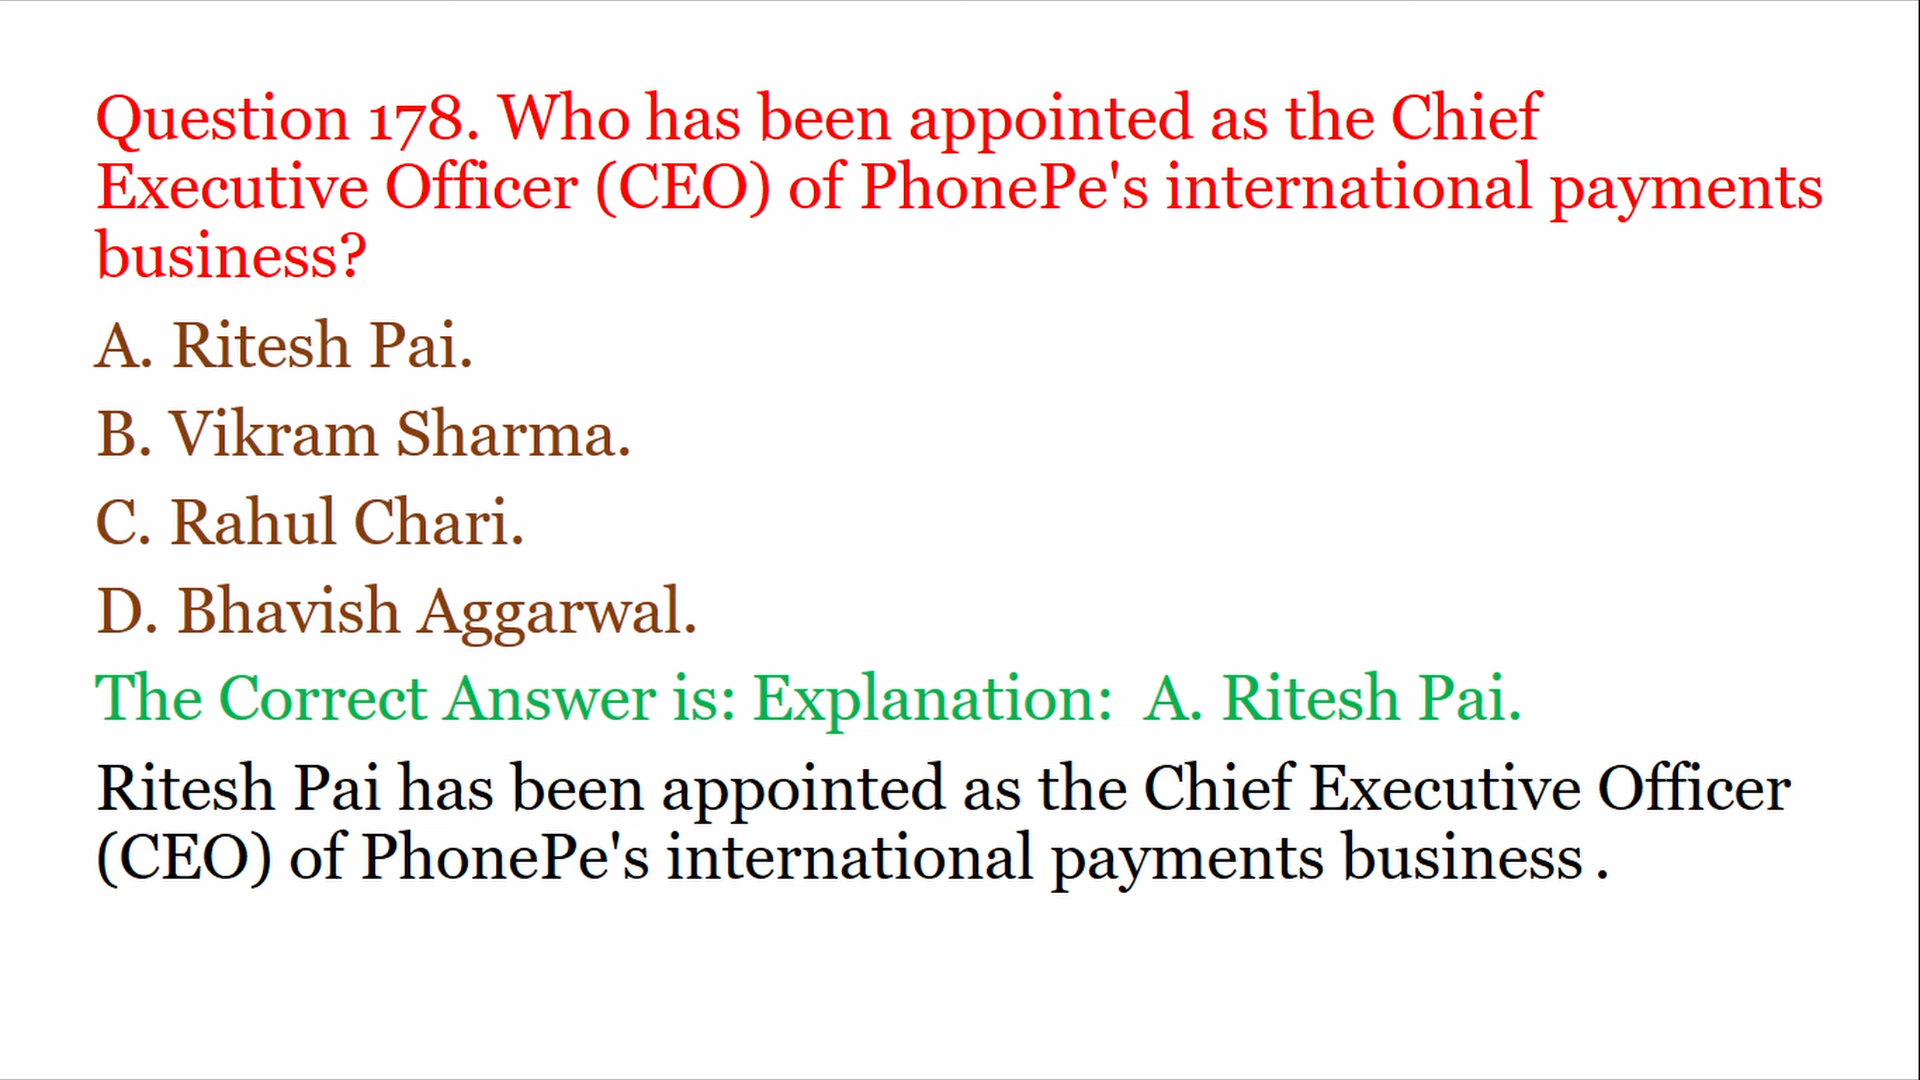 Question 178. Who has been appointed as the Chief
Executive Officer (CEO) of PhonePe's international payments
business?
A. Ritesh Pai.
B. Vikram Sharma.
C. Rahul Chari.
D. Bhavish Aggarwal.
The Correct Answer is: Explanation:  A. Ritesh Pai.
Ritesh Pai has been appointed as the Chief Executive Officer
(CEO) of PhonePe's international payments business .